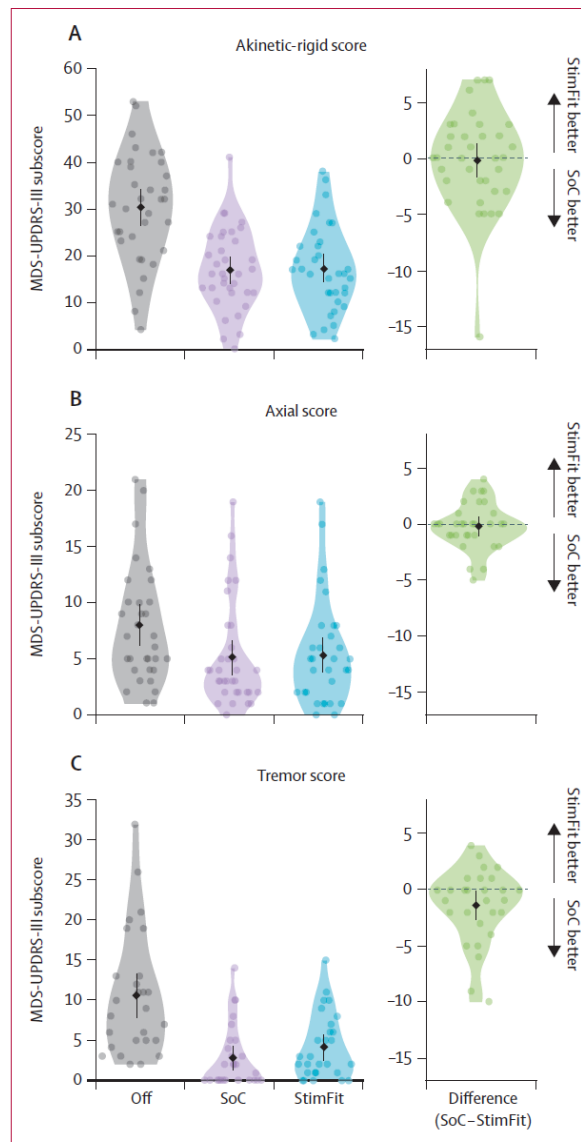 A
Akinetic-rigid score
MDS-UPDRS-III subscore
60
50
40
30
20
10
0
5
0
−5
−10
−15
StimFit better
SoC better
B
Axial score
MDS-UPDRS-III subscore
25
20
15
10
5
0
5
0
−5
−10
−15
StimFit better
SoC better
C
Tremor score
MDS-UPDRS-III subscore
35
30
25
20
15
10
5
0
Off
SoC
StimFit
5
0
−5
−10
−15
StimFit better
SoC better
Difference
(SoC–StimFit)